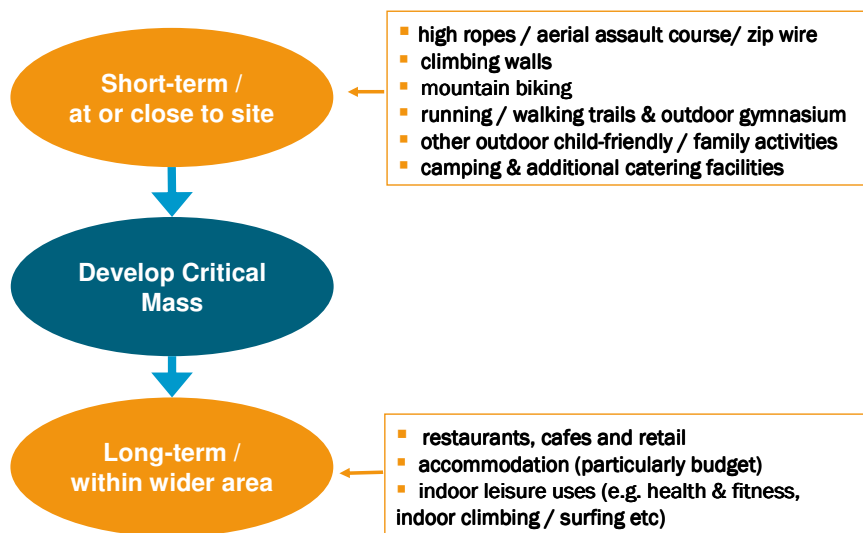 ▪ high ropes / aerial assault course/ zip wire
▪ climbing walls
▪ mountain biking
▪ running / walking trails & outdoor gymnasium
▪ other outdoor child-friendly / family activities
▪ camping & additional catering facilities
Short-term /
at or close to site
Develop Critical
Mass
Long-term /
within wider area
▪ restaurants, cafes and retail
▪ accommodation (particularly budget)
▪ indoor leisure uses (e.g. health & fitness,
indoor climbing / surfing etc)